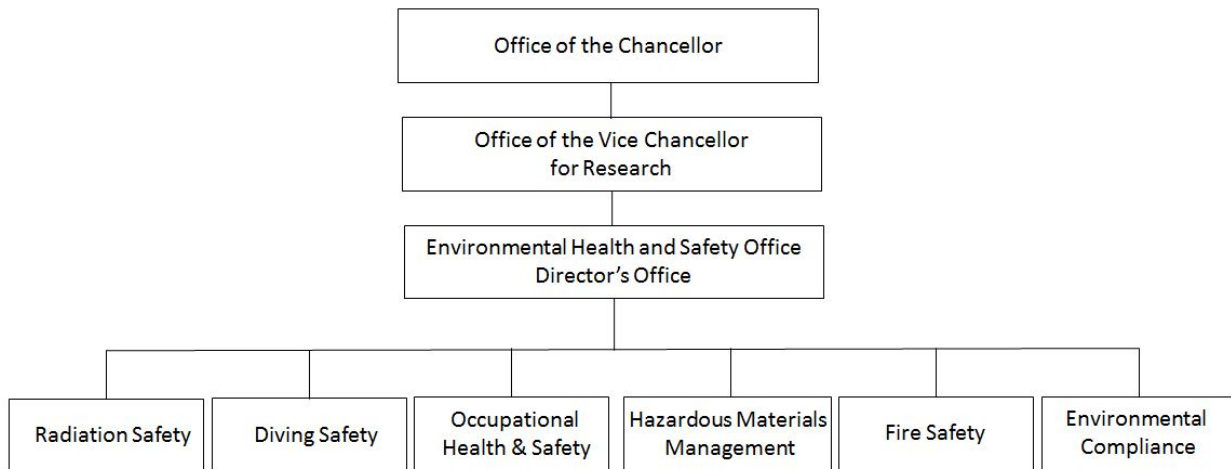 Office of the Chancellor
Office of the Vice Chancellor
for Research
Environmental Health and Safety Office
Director’s Office
Radiation Safety
Diving Safety
Occupational
Health & Safety
Hazardous Materials
Management
Fire Safety
Environmental
Compliance